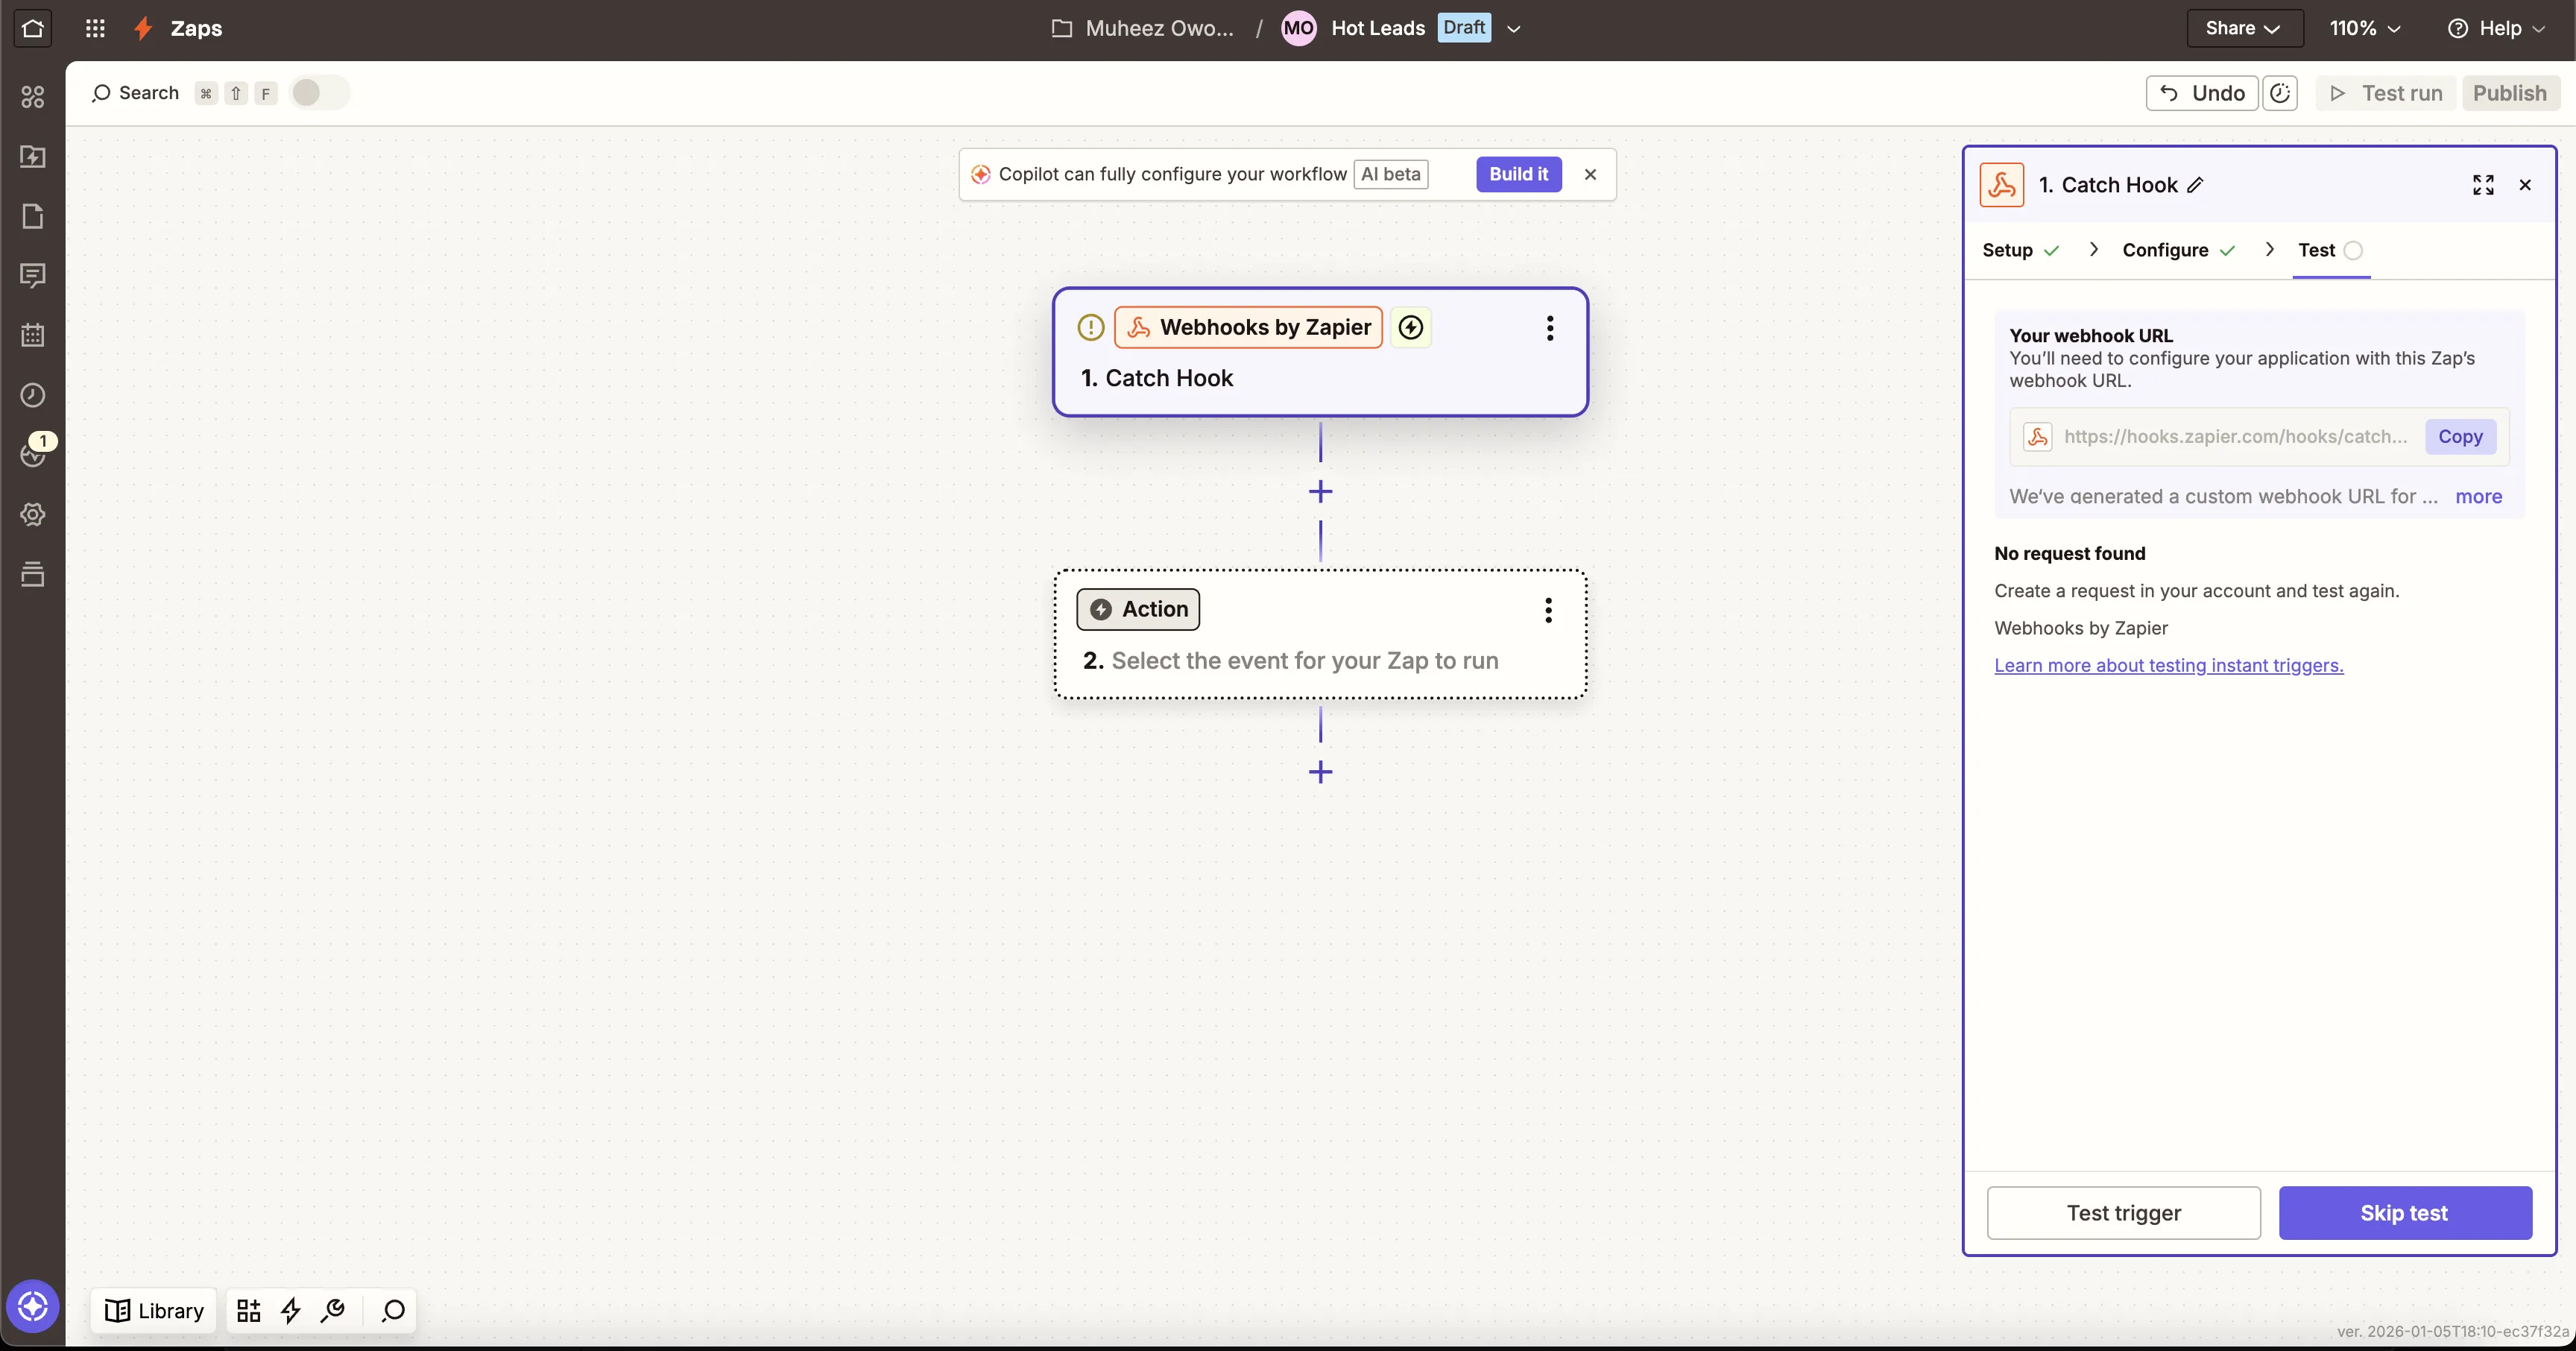 Zaps
Muheez Owo... / MO Hot Leads Draft
Share
110%
Help
Search ⌘ ⇧ F
Undo
Test run
Publish
Copilot can fully configure your workflow AI beta Build it
Webhooks by Zapier
1. Catch Hook
Action
2. Select the event for your Zap to run
1. Catch Hook
Setup
Configure
Test
Your webhook URL
You'll need to configure your application with this Zap's
webhook URL.
https://hooks.zapier.com/hooks/catch...
Copy
We've generated a custom webhook URL for ... more
No request found
Create a request in your account and test again.
Webhooks by Zapier
Learn more about testing instant triggers.
Test trigger
Skip test
1
Library
ver. 2026-01-05T18:10-ec37f32a